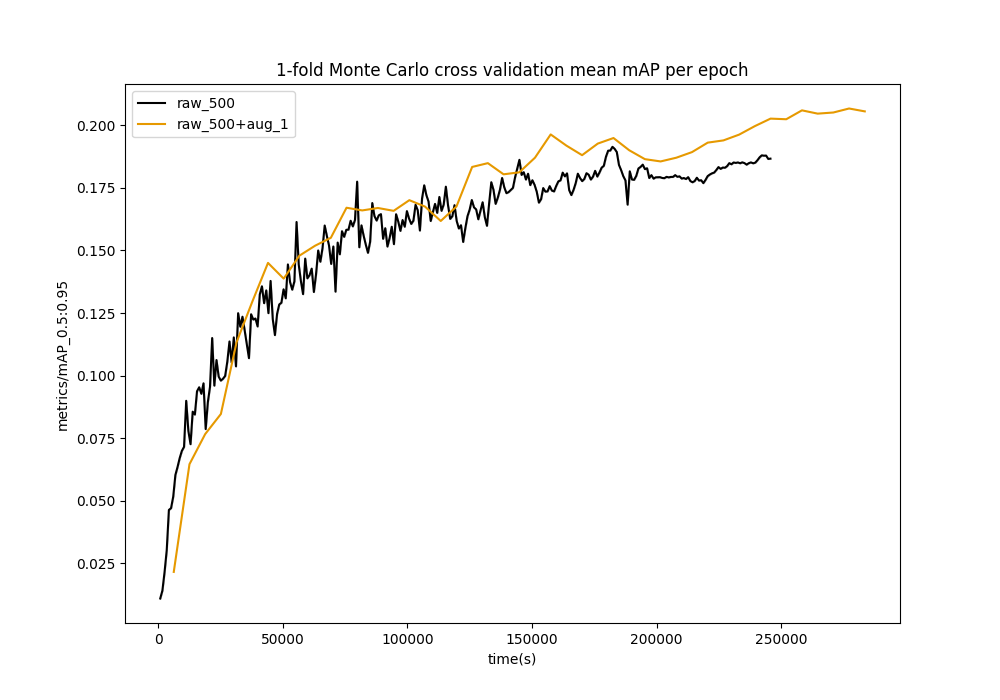 1-fold Monte Carlo cross validation mean mAP per epoch
raw_500
raw_500+aug_1
metrics/mAP_0.5:0.95
0.200
0.175
0.150
0.125
0.100
0.075
0.050
0.025
0 50000 100000 150000 200000 250000
time(s)